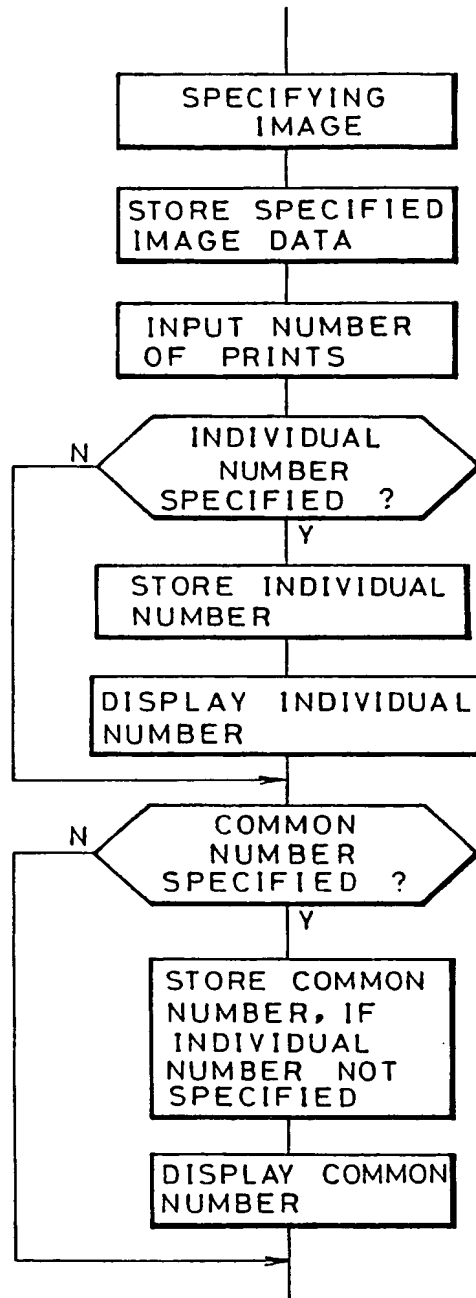 SPECIFYING
IMAGE
STORE SPECIFIED
IMAGE DATA
INPUT NUMBER
OF PRINTS
INDIVIDUAL
NUMBER
SPECIFIED ?
N
Y
STORE INDIVIDUAL
NUMBER
DISPLAY INDIVIDUAL
NUMBER
COMMON
NUMBER
SPECIFIED ?
N
Y
STORE COMMON
NUMBER, IF
INDIVIDUAL
NUMBER NOT
SPECIFIED
DISPLAY COMMON
NUMBER